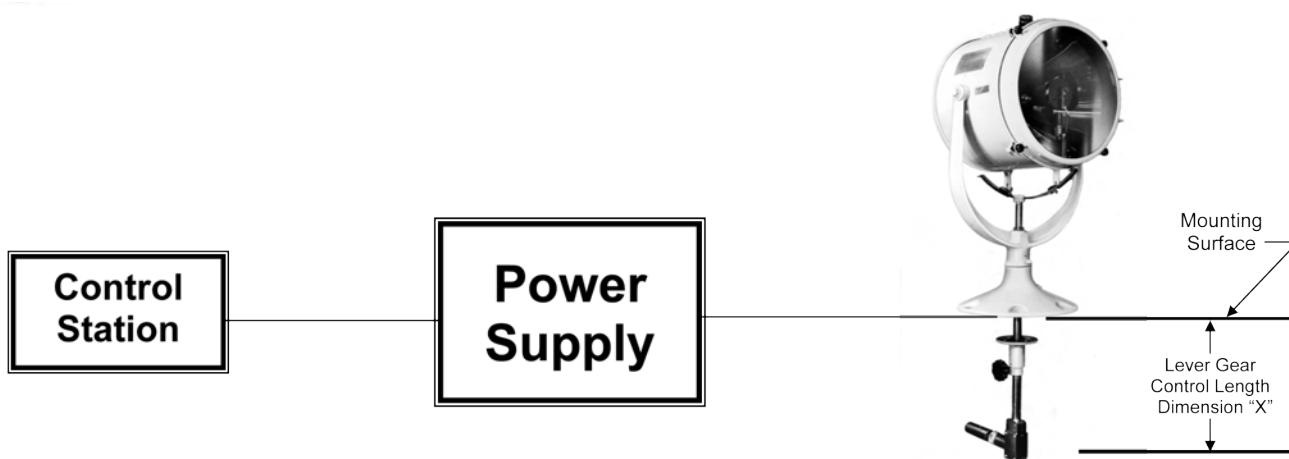 Control
Station
Power
Supply
Mounting
Surface
Lever Gear
Control Length
Dimension “X”